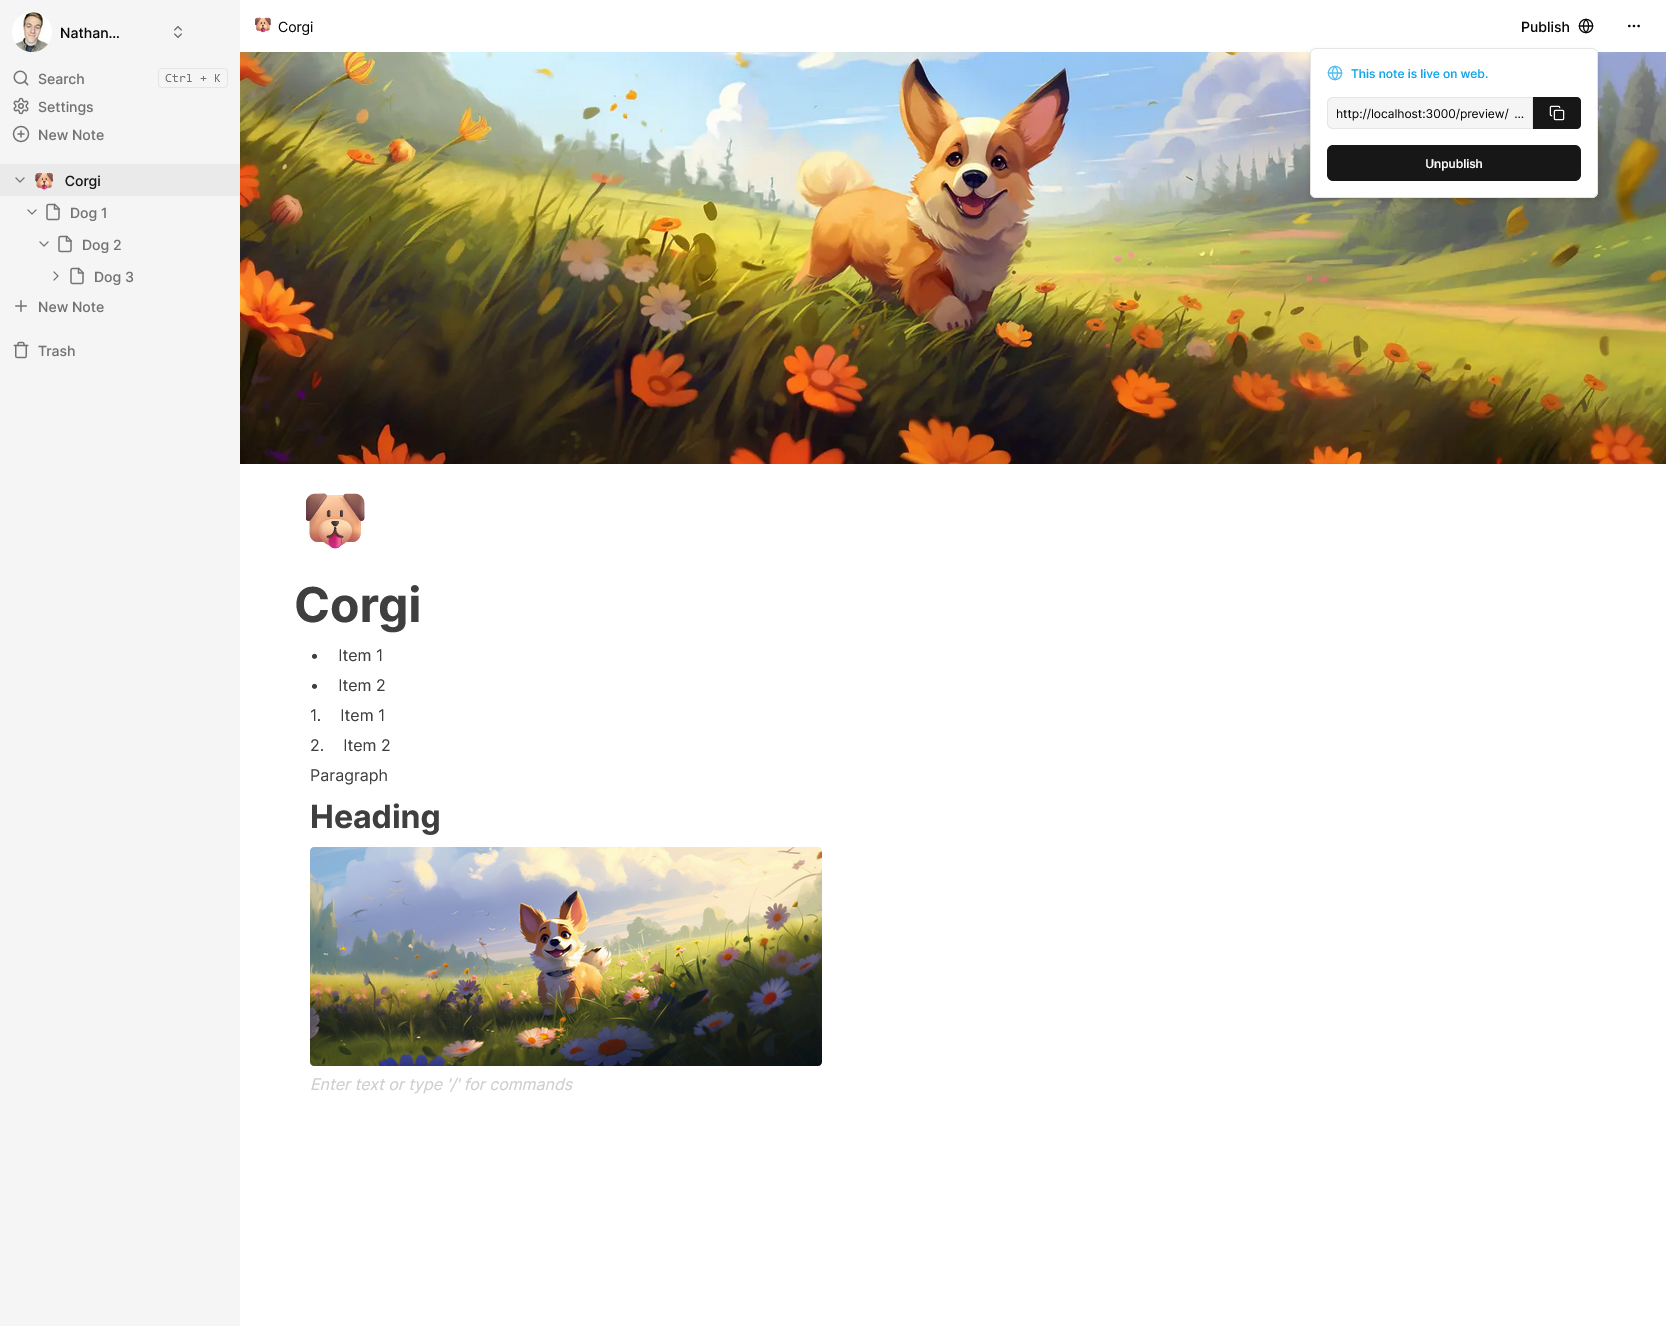 Nathan...
Search Ctrl + K
Settings
New Note
Corgi
Dog 1
Dog 2
Dog 3
New Note
Trash
Corgi
Publish
This note is live on web.
http://localhost:3000/preview/ ...
Unpublish
Corgi
• Item 1
• Item 2
1. Item 1
2. Item 2
Paragraph
Heading
Enter text or type '/' for commands